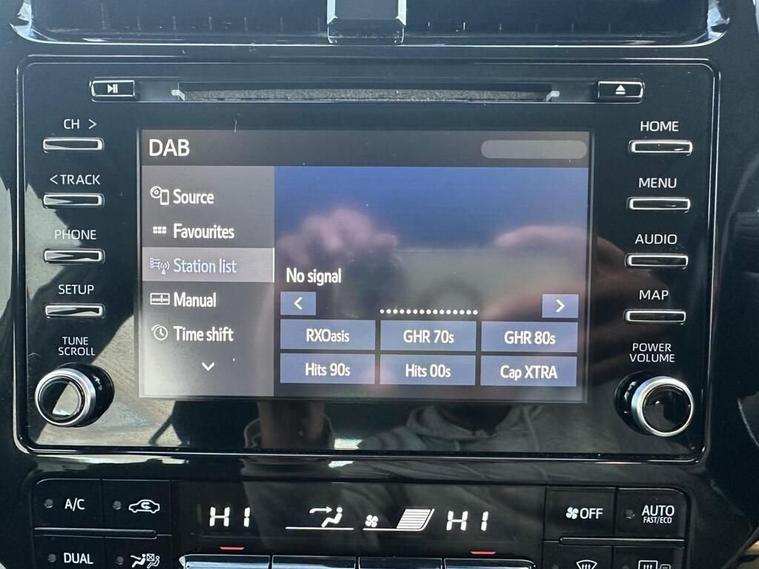 CH >
< TRACK
PHONE
SETUP
TUNE
SCROLL
DAB
Source
Favourites
Station list
Manual
Time shift
No signal
< >
RXOasis GHR 70s GHR 80s
Hits 90s Hits 00s Cap XTRA
HOME
MENU
AUDIO
MAP
POWER
VOLUME
A/C
HI HI
OFF
AUTO
FAST/ECO
DUAL